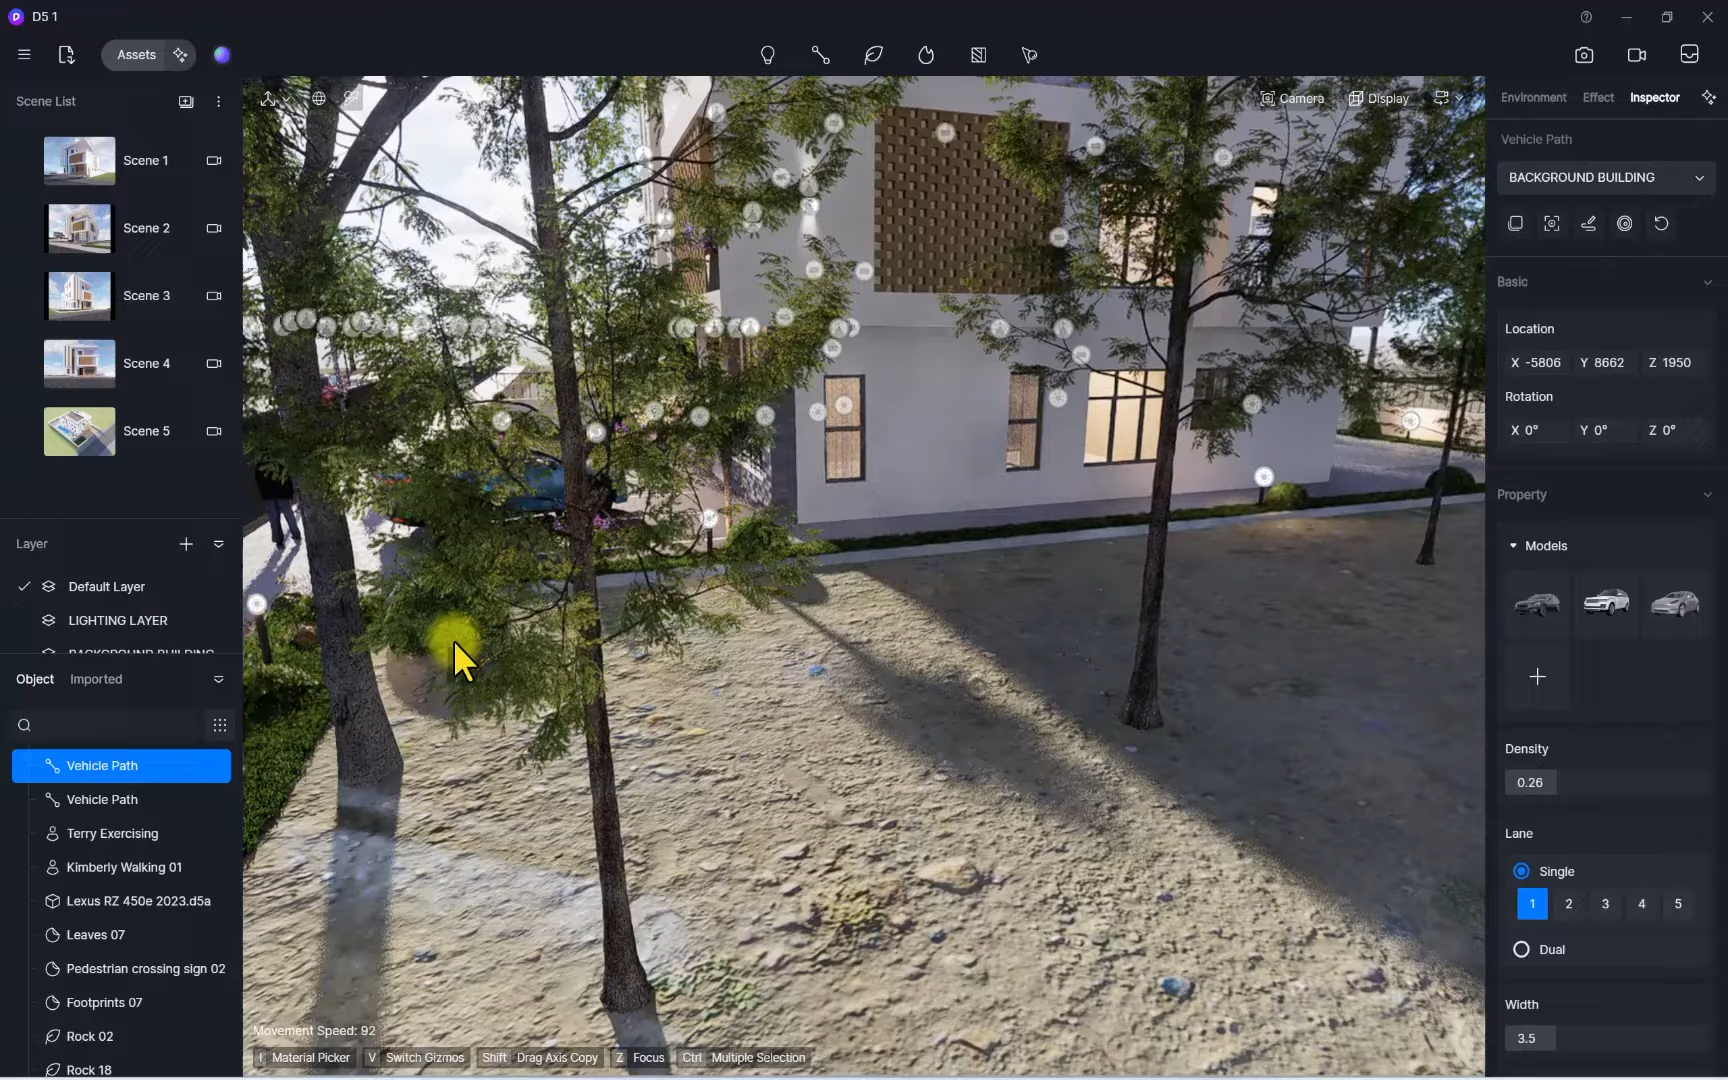 D5 1
Assets
Scene List
Scene 1
Scene 2
Scene 3
Scene 4
Scene 5
Layer
Default Layer
LIGHTING LAYER
BACKGROUND BUILDING
Object Imported
Vehicle Path
Vehicle Path
Terry Exercising
Kimberly Walking 01
Lexus RZ 450e 2023.d5a
Leaves 07
Pedestrian crossing sign 02
Footprints 07
Rock 02
Rock 18
Camera Display
Movement Speed: 92
I Material Picker V Switch Gizmos Shift Drag Axis Copy Z Focus Ctrl Multiple Selection
Environment Effect Inspector
Vehicle Path
BACKGROUND BUILDING
Basic
Location
X -5806 Y 8662 Z 1950
Rotation
X 0° Y 0° Z 0°
Property
Models
Density
0.26
Lane
Single
1 2 3 4 5
Dual
Width
3.5